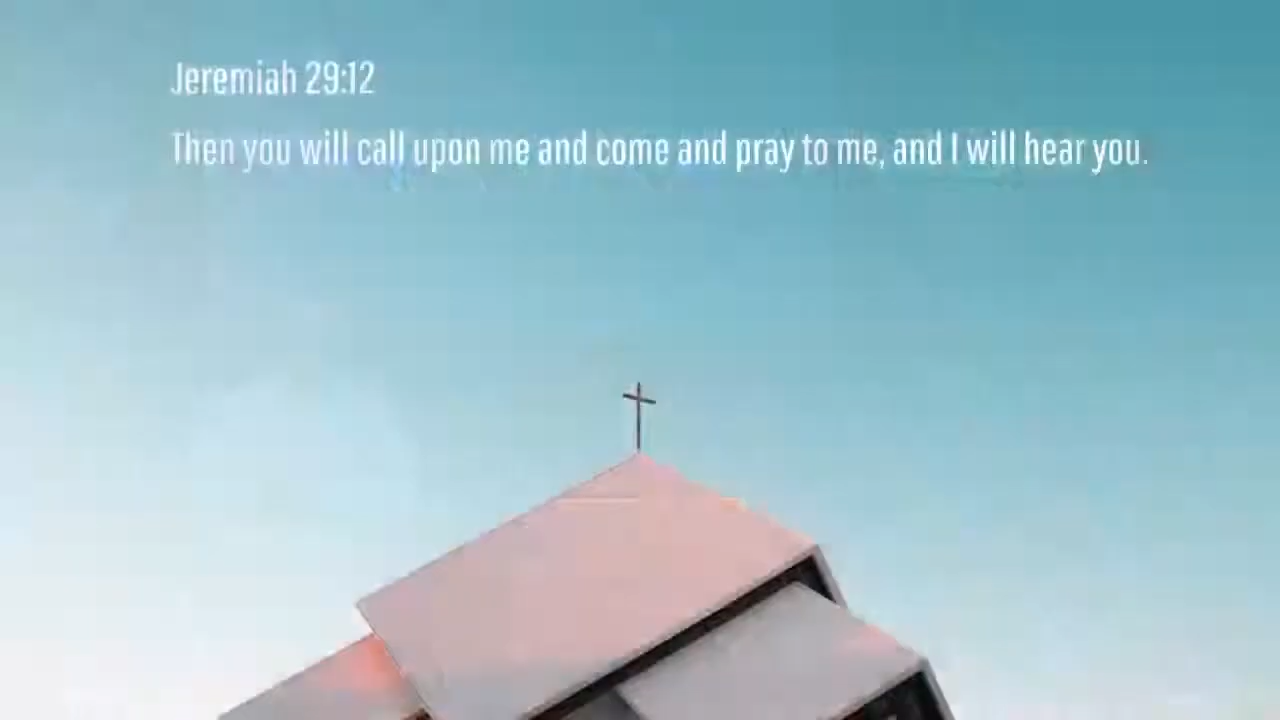 Jeremiah 29:12
Then you will call upon me and come and pray to me, and I will hear you.